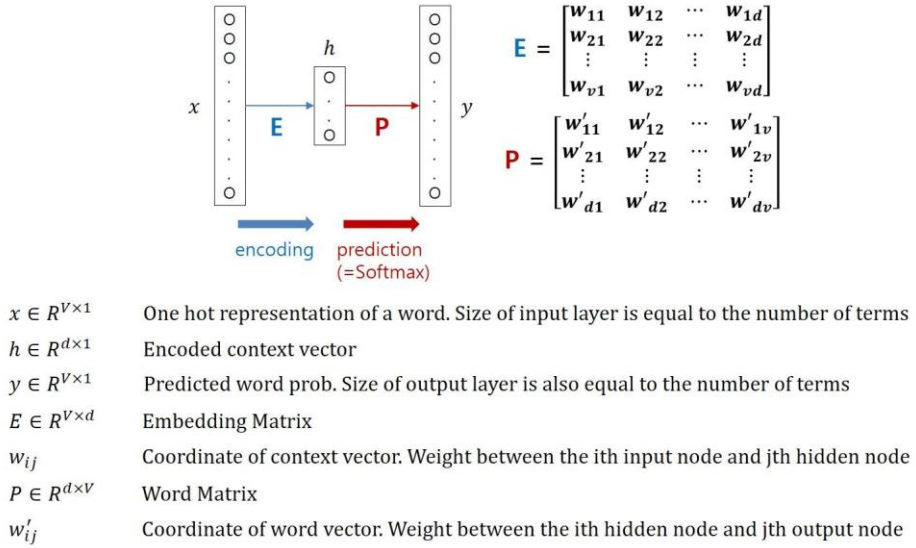 h
x
E
P
y
encoding
prediction
(=Softmax)
E = [w₁₁ w₁₂ ⋯ w₁d
w₂₁ w₂₂ ⋯ w₂d
⋮ ⋮ ⋮ ⋮
wᵥ₁ wᵥ₂ ⋯ w_vd]
P = [w'₁₁ w'₁₂ ⋯ w'₁ᵥ
w'₂₁ w'₂₂ ⋯ w'₂ᵥ
⋮ ⋮ ⋮ ⋮
w'_d1 w'_d2 ⋯ w'_dv]
x ∈ R^{V×1} One hot representation of a word. Size of input layer is equal to the number of terms
h ∈ R^{d×1} Encoded context vector
y ∈ R^{V×1} Predicted word prob. Size of output layer is also equal to the number of terms
E ∈ R^{V×d} Embedding Matrix
w_{ij} Coordinate of context vector. Weight between the ith input node and jth hidden node
P ∈ R^{d×V} Word Matrix
w'_{ij} Coordinate of word vector. Weight between the ith hidden node and jth output node